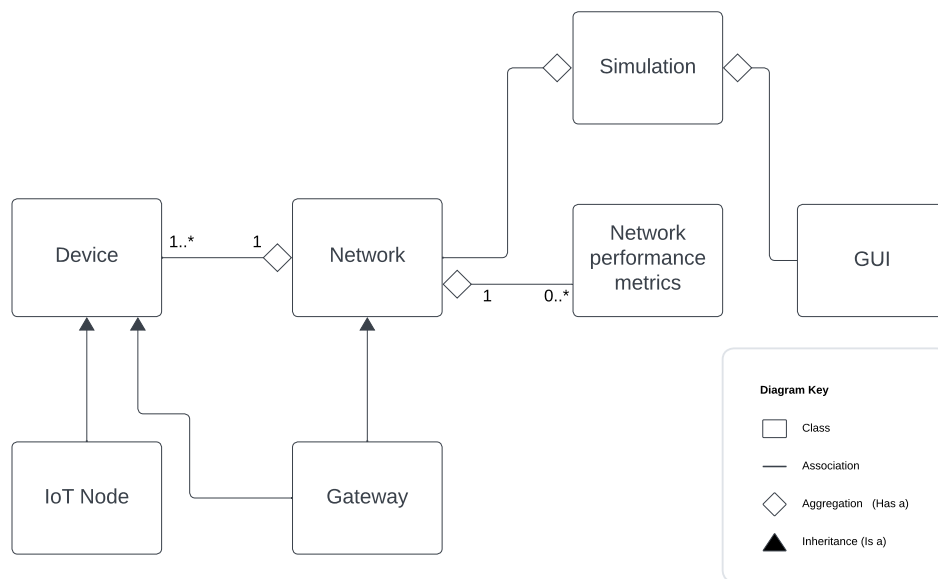 Simulation
Device
1..*
1
Network
1
0..*
Network
performance
metrics
GUI
IoT Node
Gateway
Diagram Key
Class
Association
Aggregation (Has a)
Inheritance (Is a)